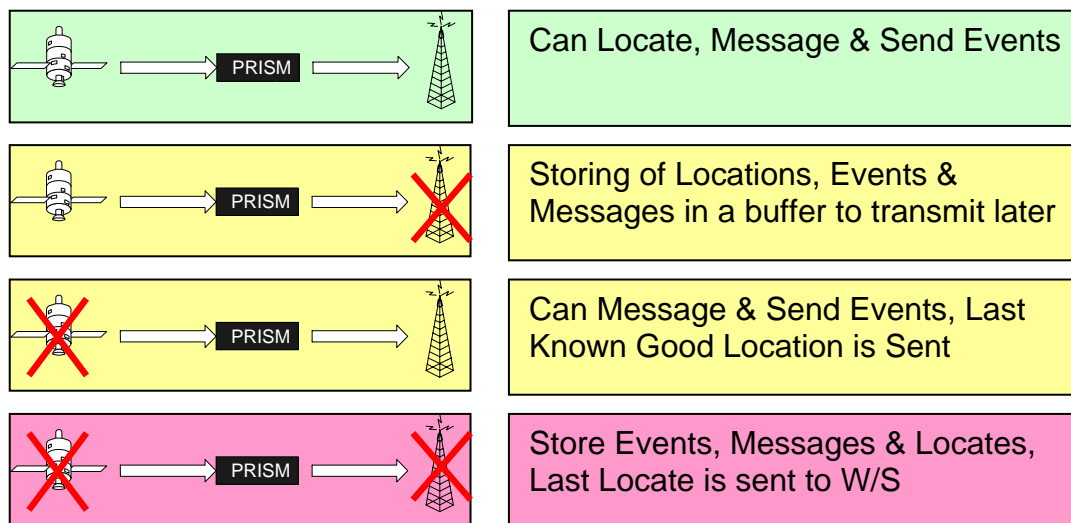 PRISM
Can Locate, Message & Send Events
PRISM
Storing of Locations, Events &
Messages in a buffer to transmit later
PRISM
Can Message & Send Events, Last
Known Good Location is Sent
PRISM
Store Events, Messages & Locates,
Last Locate is sent to W/S